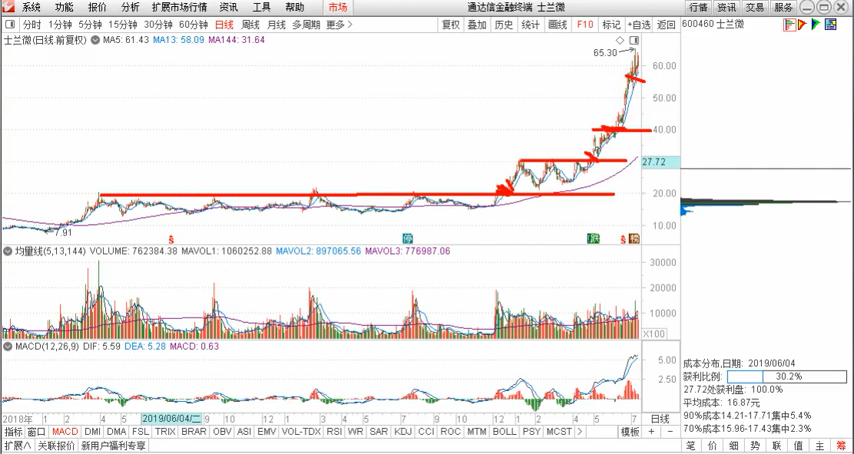 系统 功能 报价 分析 扩展市场行情 资讯 工具 帮助 市场 通达信金融终端 士兰微 行情 资讯 交易 服务
分时 1分钟 5分钟 15分钟 30分钟 60分钟 日线 周线 月线 多周期 更多> 复权 叠加 历史 统计 画线 F10 标记 +自选 返回 600460 士兰微
士兰微(日线.前复权) MA5: 61.43 MA13: 58.09 MA144: 31.64
65.30
60.00
50.00
40.00
27.72
20.00
10.00
7.91
均量线(5,13,144) VOLUME: 762384.38 MAVOL1: 1060252.88 MAVOL2: 897065.56 MAVOL3: 776987.06
30000
20000
10000
X100
MACD(12,26,9) DIF: 5.59 DEA: 5.28 MACD: 0.63
5.00
2.50
成本分布,日期: 2019/06/04
获利比例: 30.2%
27.72处获利盘: 100.0%
平均成本: 16.87元
90%成本14.21-17.71集中5.4%
70%成本15.96-17.43集中2.3%
2018年 1 2 4 5 2019/06/04/二 9 10 12 1 2 4 5 7 9 10 12 1 2 4 5 7 日线
指标 窗口 MACD DMI DMA FSL TRIX BRAR OBV ASI EMV VOL-TDX RSI WR SAR KDJ CCI ROC MTM BOLL PSY MCST > 模板 + -
扩展∧ 关联报价 新用户福利专享 笔 价 细 势 联 值 主 筹